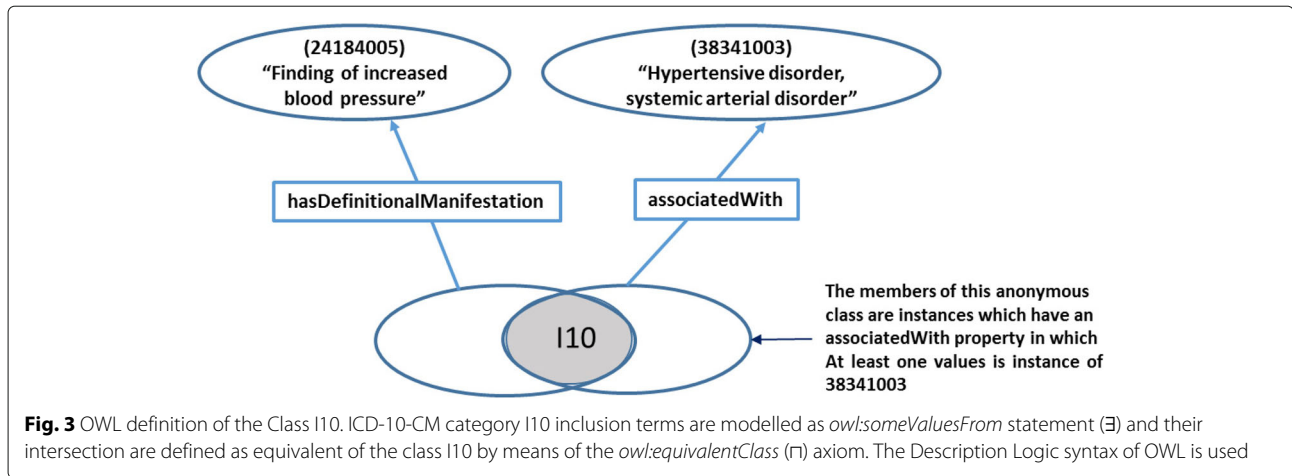 (24184005)
“Finding of increased
blood pressure”
(38341003)
“Hypertensive disorder,
systemic arterial disorder”
hasDefinitionalManifestation
associatedWith
I10
The members of this anonymous
class are instances which have an
associatedWith property in which
At least one values is instance of
38341003
Fig. 3 OWL definition of the Class I10. ICD-10-CM category I10 inclusion terms are modelled as owl:someValuesFrom statement (∃) and their
intersection are defined as equivalent of the class I10 by means of the owl:equivalentClass (⊓) axiom. The Description Logic syntax of OWL is used